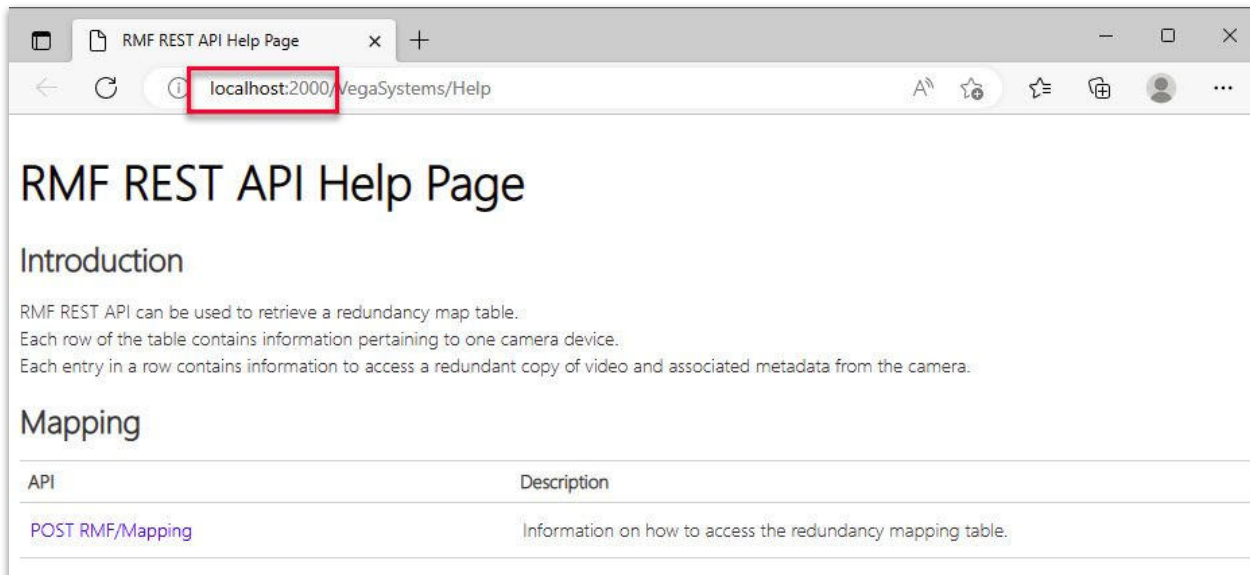 RMF REST API Help Page
localhost:2000/VegaSystems/Help
RMF REST API Help Page
Introduction
RMF REST API can be used to retrieve a redundancy map table.
Each row of the table contains information pertaining to one camera device.
Each entry in a row contains information to access a redundant copy of video and associated metadata from the camera.
Mapping
API Description
POST RMF/Mapping Information on how to access the redundancy mapping table.